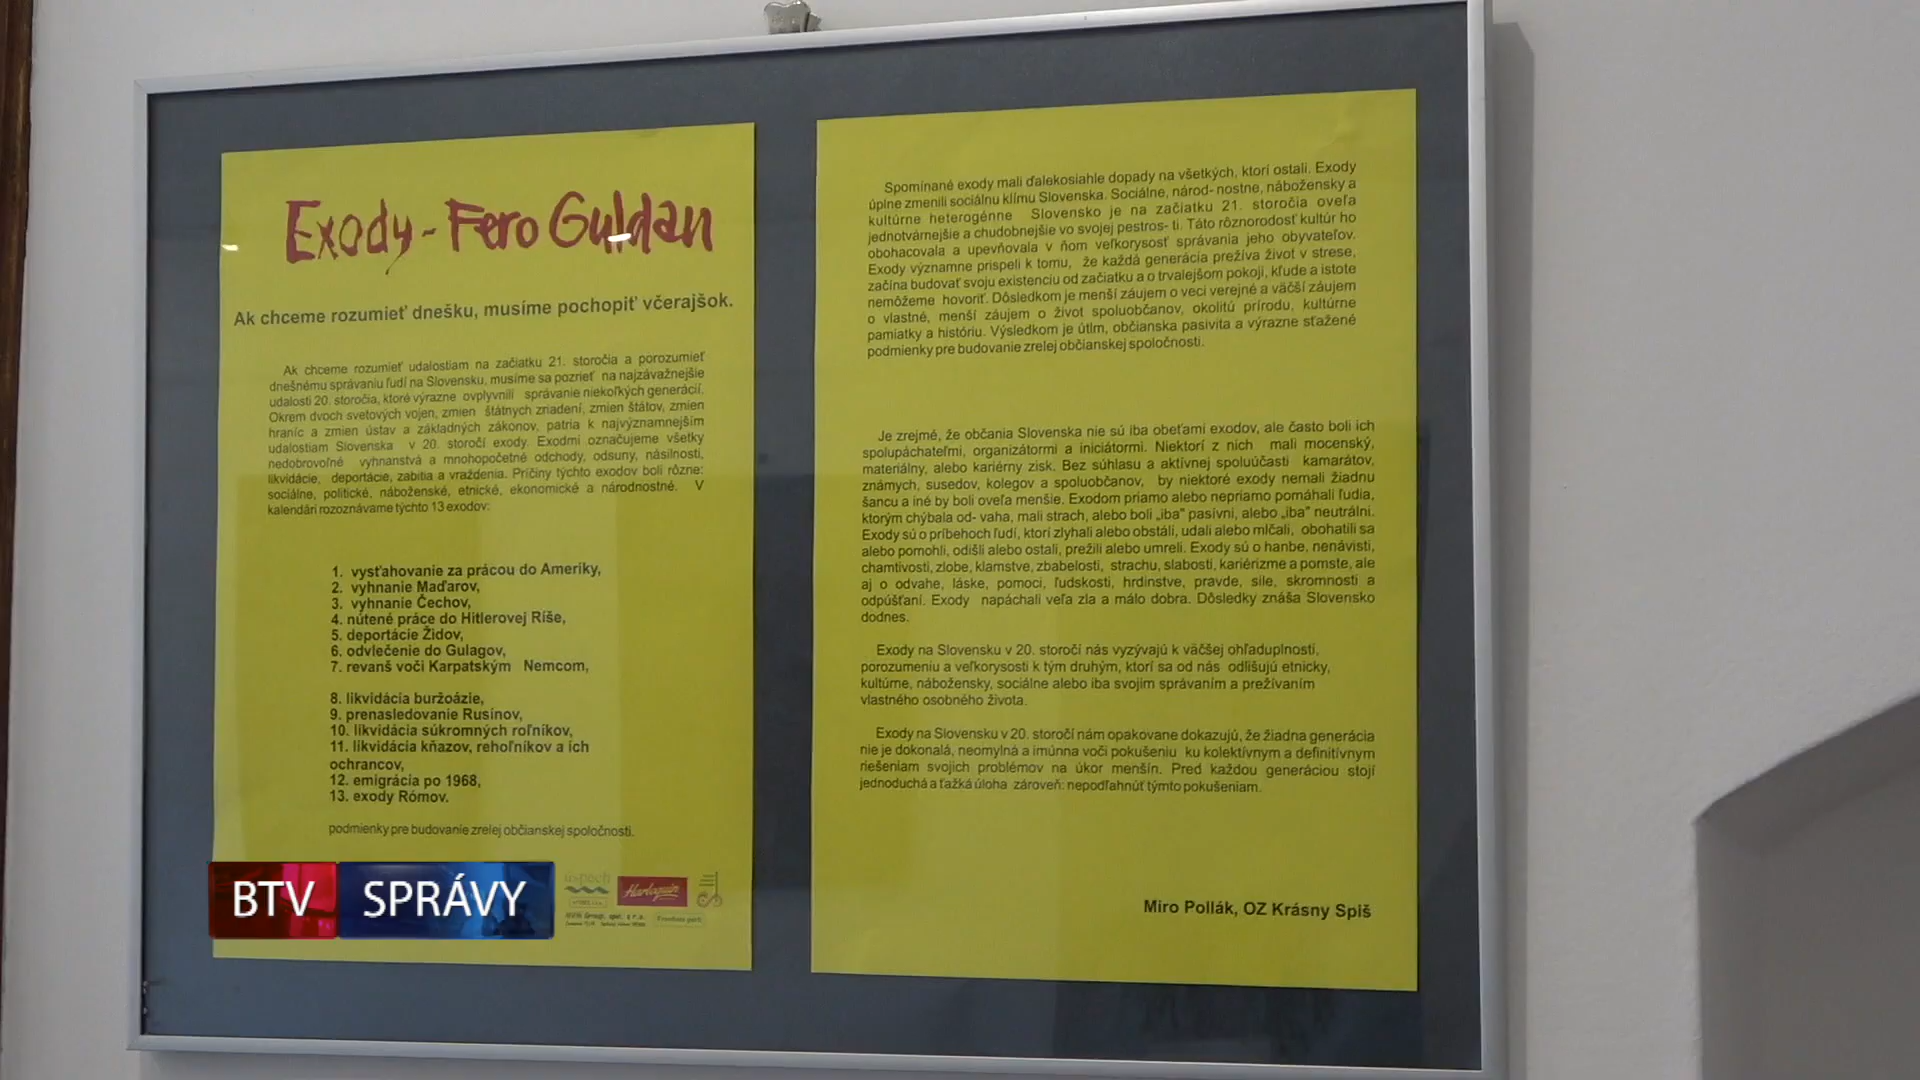 Exody - Fero Guldan
Ak chceme rozumieť dnešku, musíme pochopiť včerajšok.
Ak chceme rozumieť udalostiam na začiatku 21. storočia a porozumieť
dnešnému správaniu ľudí na Slovensku, musíme sa pozrieť na najzávažnejšie
udalosti 20. storočia, ktoré výrazne ovplyvnili správanie niekoľkých generácií.
Okrem dvoch svetových vojen, zmien štátnych zriadení, zmien štátov, zmien
hraníc a zmien ústav a základných zákonov, patria k najvýznamnejším
udalostiam Slovenska v 20. storočí exody. Exodmi označujeme všetky
nedobrovoľné vyhnanstvá a mnohopočetné odchody, odsuny, násilnosti,
likvidácie, deportácie, zabitia a vraždenia. Príčiny týchto exodov boli rôzne:
sociálne, politické, náboženské, etnické, ekonomické a národnostné. V
kalendári rozoznávame týchto 13 exodov:
1. vysťahovanie za prácou do Ameriky,
2. vyhnanie Maďarov,
3. vyhnanie Čechov,
4. nútené práce do Hitlerovej Ríše,
5. deportácie Židov,
6. odvlečenie do Gulagov,
7. revanš voči Karpatským Nemcom,
8. likvidácia buržoázie,
9. prenasledovanie Rusínov,
10. likvidácia súkromných roľníkov,
11. likvidácia kňazov, rehoľníkov a ich
ochrancov,
12. emigrácia po 1968,
13. exody Rómov.
podmienky pre budovanie zrelej občianskej spoločnosti.
úspech
Harlequin
BTV SPRÁVY
Spomínané exody mali ďalekosiahle dopady na všetkých, ktorí ostali. Exody
úplne zmenili sociálnu klímu Slovenska. Sociálne, národ- nostne, nábožensky a
kultúrne heterogénne Slovensko je na začiatku 21. storočia oveľa
jednotvárnejšie a chudobnejšie vo svojej pestros- ti. Táto rôznorodosť kultúr ho
obohacovala a upevňovala v ňom veľkorysosť správania jeho obyvateľov.
Exody významne prispeli k tomu, že každá generácia prežíva život v strese,
začína budovať svoju existenciu od začiatku a o trvalejšom pokoji, kľude a istote
nemôžeme hovoriť. Dôsledkom je menší záujem o veci verejné a väčší záujem
o vlastné, menší záujem o život spoluobčanov, okolitú prírodu, kultúrne
pamiatky a históriu. Výsledkom je útlm, občianska pasivita a výrazne sťažené
podmienky pre budovanie zrelej občianskej spoločnosti.
Je zrejmé, že občania Slovenska nie sú iba obeťami exodov, ale často boli ich
spolupáchateľmi, organizátormi a iniciátormi. Niektorí z nich mali mocenský,
materiálny, alebo kariérny zisk. Bez súhlasu a aktívnej spoluúčasti kamarátov,
známych, susedov, kolegov a spoluobčanov, by niektoré exody nemali žiadnu
šancu a iné by boli oveľa menšie. Exodom priamo alebo nepriamo pomáhali ľudia,
ktorým chýbala od- vaha, mali strach, alebo boli „iba" pasívni, alebo „iba" neutrálni.
Exody sú o príbehoch ľudí, ktorí zlyhali alebo obstáli, udali alebo mlčali, obohatili sa
alebo pomohli, odišli alebo ostali, prežili alebo umreli. Exody sú o hanbe, nenávisti,
chamtivosti, zlobe, klamstve, zbabelosti, strachu, slabosti, kariérizme a pomste, ale
aj o odvahe, láske, pomoci, ľudskosti, hrdinstve, pravde, sile, skromnosti a
odpúšťaní. Exody napáchali veľa zla a málo dobra. Dôsledky znáša Slovensko
dodnes.
Exody na Slovensku v 20. storočí nás vyzývajú k väčšej ohľaduplnosti,
porozumeniu a veľkorysosti k tým druhým, ktorí sa od nás odlišujú etnicky,
kultúrne, nábožensky, sociálne alebo iba svojim správaním a prežívaním
vlastného osobného života.
Exody na Slovensku v 20. storočí nám opakovane dokazujú, že žiadna generácia
nie je dokonalá, neomylná a imúnna voči pokušeniu ku kolektívnym a definitívnym
riešeniam svojich problémov na úkor menšín. Pred každou generáciou stojí
jednoduchá a ťažká úloha zároveň: nepodľahnúť týmto pokušeniam.
Miro Pollák, OZ Krásny Spiš